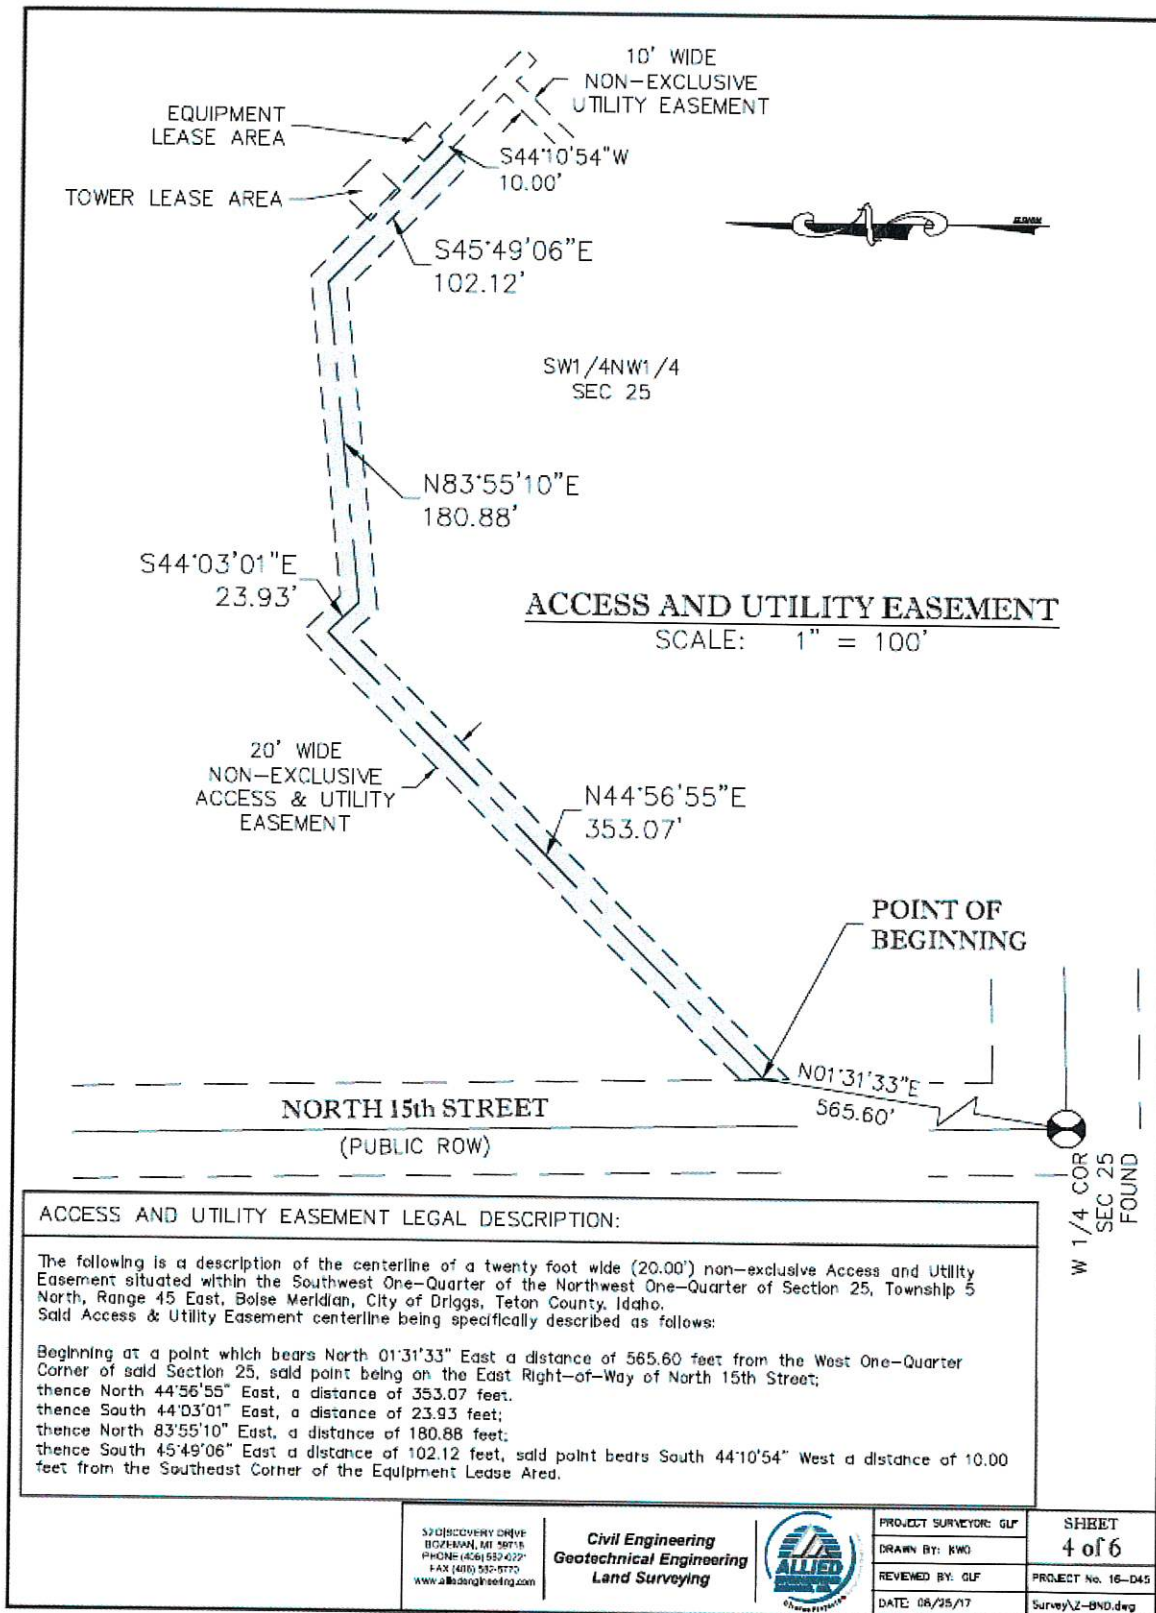 10' WIDE
NON-EXCLUSIVE
UTILITY EASEMENT
EQUIPMENT
LEASE AREA
S44°10'54"W
10.00'
TOWER LEASE AREA
S45°49'06"E
102.12'
SW1/4NW1/4
SEC 25
N83°55'10"E
180.88'
S44°03'01"E
23.93'
ACCESS AND UTILITY EASEMENT
SCALE: 1" = 100'
20' WIDE
NON-EXCLUSIVE
ACCESS & UTILITY
EASEMENT
N44°56'55"E
353.07'
POINT OF
BEGINNING
N01°31'33"E
565.60'
NORTH 15th STREET
(PUBLIC ROW)
W 1/4 COR
SEC 25
FOUND
ACCESS AND UTILITY EASEMENT LEGAL DESCRIPTION:
The following is a description of the centerline of a twenty foot wide (20.00') non-exclusive Access and Utility
Easement situated within the Southwest One-Quarter of the Northwest One-Quarter of Section 25, Township 5
North, Range 45 East, Boise Meridian, City of Driggs, Teton County, Idaho.
Said Access & Utility Easement centerline being specifically described as follows:
Beginning at a point which bears North 01°31'33" East a distance of 565.60 feet from the West One-Quarter
Corner of said Section 25, said point being on the East Right-of-Way of North 15th Street;
thence North 44°56'55" East, a distance of 353.07 feet.
thence South 44°03'01" East, a distance of 23.93 feet;
thence North 83°55'10" East, a distance of 180.88 feet;
thence South 45°49'06" East a distance of 102.12 feet, said point bears South 44°10'54" West a distance of 10.00
feet from the Southeast Corner of the Equipment Lease Area.
DISCOVERY DRIVE
BOZEMAN, MT
PHONE (406)
FAX (406)
www.alliedengineering.com
Civil Engineering
Geotechnical Engineering
Land Surveying
ALLIED
PROJECT SURVEYOR: GLF
DRAWN BY: KWO
REVIEWED BY: GLF
DATE: 08/25/17
SHEET
4 of 6
PROJECT No. 16-045
Survey\Z-BND.dwg